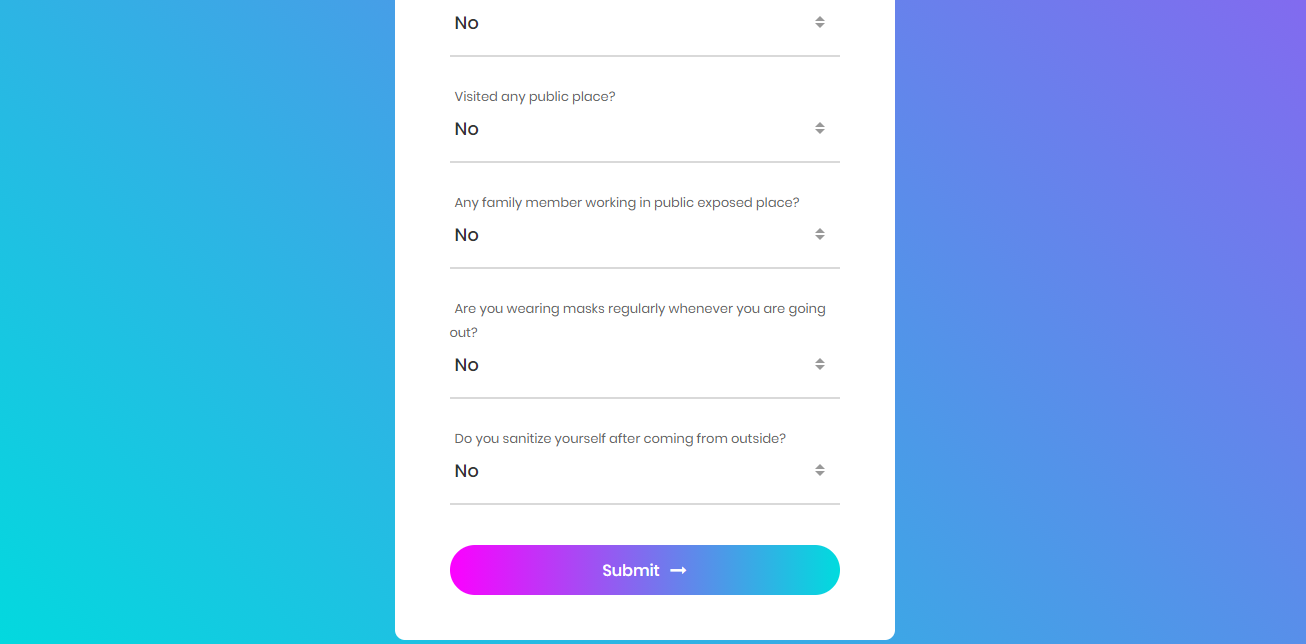 No
Visited any public place?
No
Any family member working in public exposed place?
No
Are you wearing masks regularly whenever you are going
out?
No
Do you sanitize yourself after coming from outside?
No
Submit